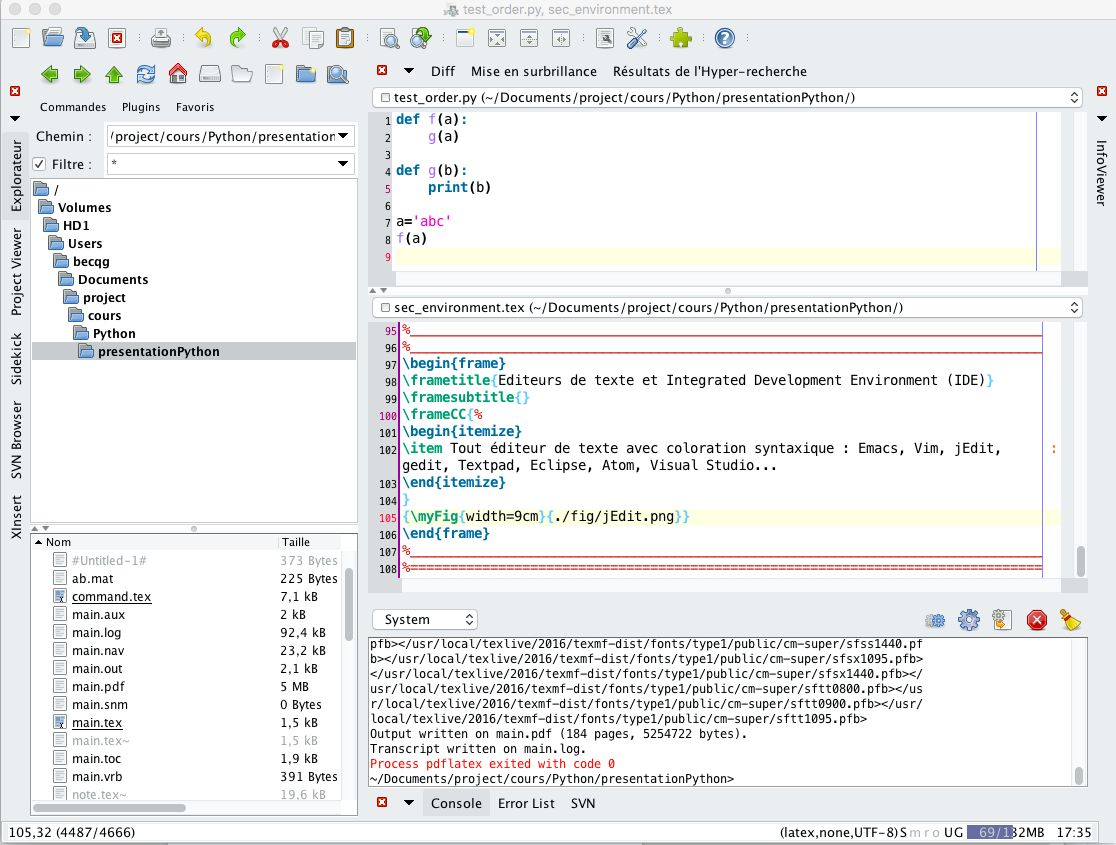 test_order.py, sec_environment.tex
Diff Mise en surbrillance Résultats de l'Hyper-recherche
Commandes Plugins Favoris
Chemin : /project/cours/Python/presentation
Filtre : *
Explorateur
Project Viewer
Sidekick
SVN Browser
XInsert
/
Volumes
HD1
Users
becqg
Documents
project
cours
Python
presentationPython
Nom Taille
#Untitled-1# 373 Bytes
ab.mat 225 Bytes
command.tex 7,1 kB
main.aux 2 kB
main.log 92,4 kB
main.nav 23,2 kB
main.out 2,1 kB
main.pdf 5 MB
main.snm 0 Bytes
main.tex 1,5 kB
main.tex~ 1,5 kB
main.toc 1,9 kB
main.vrb 391 Bytes
note.tex~ 19,6 kB
test_order.py (~/Documents/project/cours/Python/presentationPython/)
1 def f(a):
2 g(a)
3
4 def g(b):
5 print(b)
6
7 a='abc'
8 f(a)
9
InfoViewer
sec_environment.tex (~/Documents/project/cours/Python/presentationPython/)
95 %______________________________________________________________________________
96 %______________________________________________________________________________
97 \begin{frame}
98 \frametitle{Editeurs de texte et Integrated Development Environment (IDE)}
99 \framesubtitle{}
100 \frameCC{%
101 \begin{itemize}
102 \item Tout éditeur de texte avec coloration syntaxique : Emacs, Vim, jEdit, :
gedit, Textpad, Eclipse, Atom, Visual Studio...
103 \end{itemize}
104 }
105 {\myFig{width=9cm}{./fig/jEdit.png}}
106 \end{frame}
107 %______________________________________________________________________________
108 %==============================================================================
System
pfb></usr/local/texlive/2016/texmf-dist/fonts/type1/public/cm-super/sfss1440.pf
b></usr/local/texlive/2016/texmf-dist/fonts/type1/public/cm-super/sfsx1095.pfb>
</usr/local/texlive/2016/texmf-dist/fonts/type1/public/cm-super/sfsx1440.pfb></
usr/local/texlive/2016/texmf-dist/fonts/type1/public/cm-super/sftt0800.pfb></us
r/local/texlive/2016/texmf-dist/fonts/type1/public/cm-super/sftt0900.pfb></usr/
local/texlive/2016/texmf-dist/fonts/type1/public/cm-super/sftt1095.pfb>
Output written on main.pdf (184 pages, 5254722 bytes).
Transcript written on main.log.
Process pdflatex exited with code 0
~/Documents/project/cours/Python/presentationPython>
Console Error List SVN
105,32 (4487/4666) (latex,none,UTF-8)S m r o UG 69/132MB 17:35